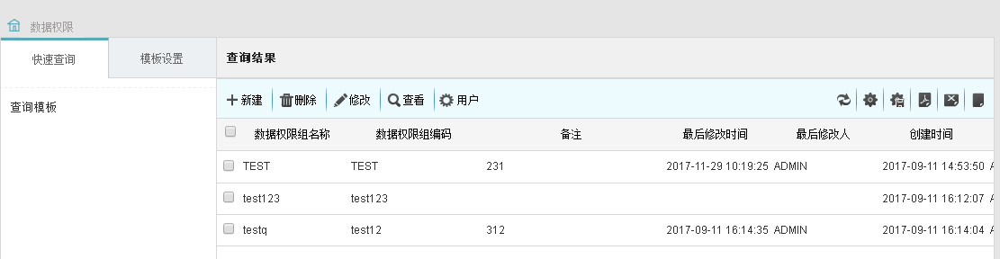 数据权限
快速查询 模板设置 查询结果
新建 删除 修改 查看 用户
查询模板
数据权限组名称 数据权限组编码 备注 最后修改时间 最后修改人 创建时间
TEST TEST 231 2017-11-29 10:19:25 ADMIN 2017-09-11 14:53:50
test123 test123 2017-09-11 16:12:07
testq test12 312 2017-09-11 16:14:35 ADMIN 2017-09-11 16:14:04